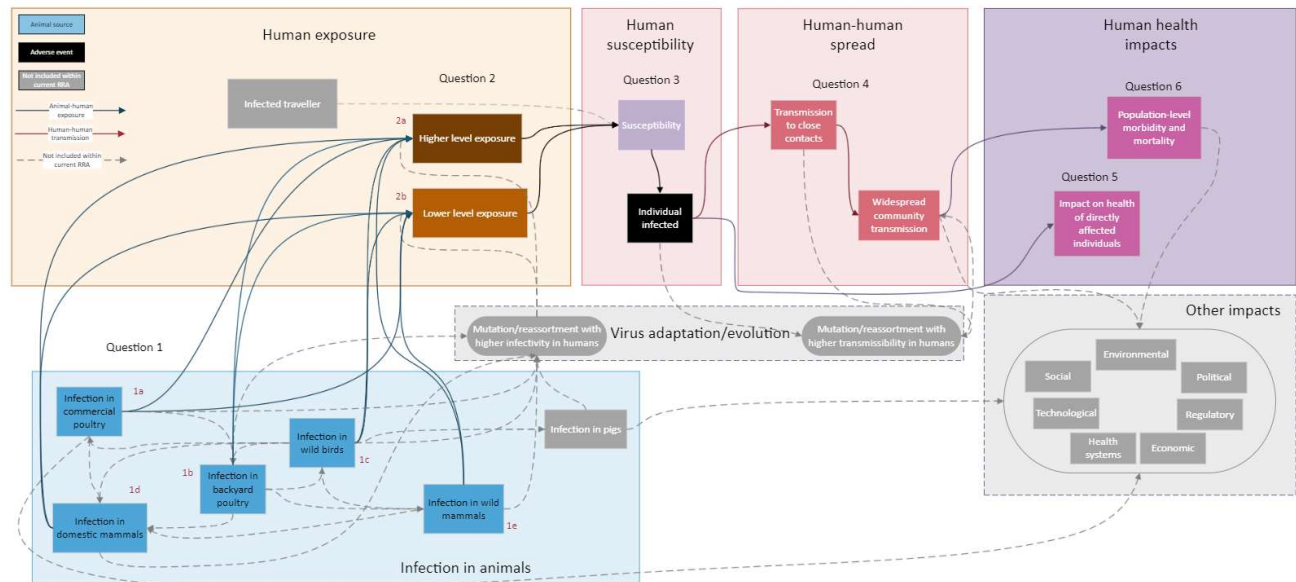 Animal source
Adverse event
Not included within
current RRA
Animal-human
exposure
Human-human
transmission
Not included within
current RRA
Human exposure
Question 2
Infected traveller
2a
Higher level exposure
2b
Lower level exposure
Human
susceptibility
Question 3
Susceptibility
Individual
infected
Human-human
spread
Question 4
Transmission
to close
contacts
Widespread
community
transmission
Human health
impacts
Question 6
Population-level
morbidity and
mortality
Question 5
Impact on health
of directly
affected
individuals
Mutation/reassortment with
higher infectivity in humans
Virus adaptation/evolution
Mutation/reassortment with
higher transmissibility in humans
Other impacts
Environmental
Social
Political
Technological
Regulatory
Health
systems
Economic
Question 1
1a
Infection in
commercial
poultry
1b
Infection in
backyard
poultry
Infection in
wild birds
1c
1d
Infection in
domestic mammals
Infection in wild
mammals
1e
Infection in pigs
Infection in animals